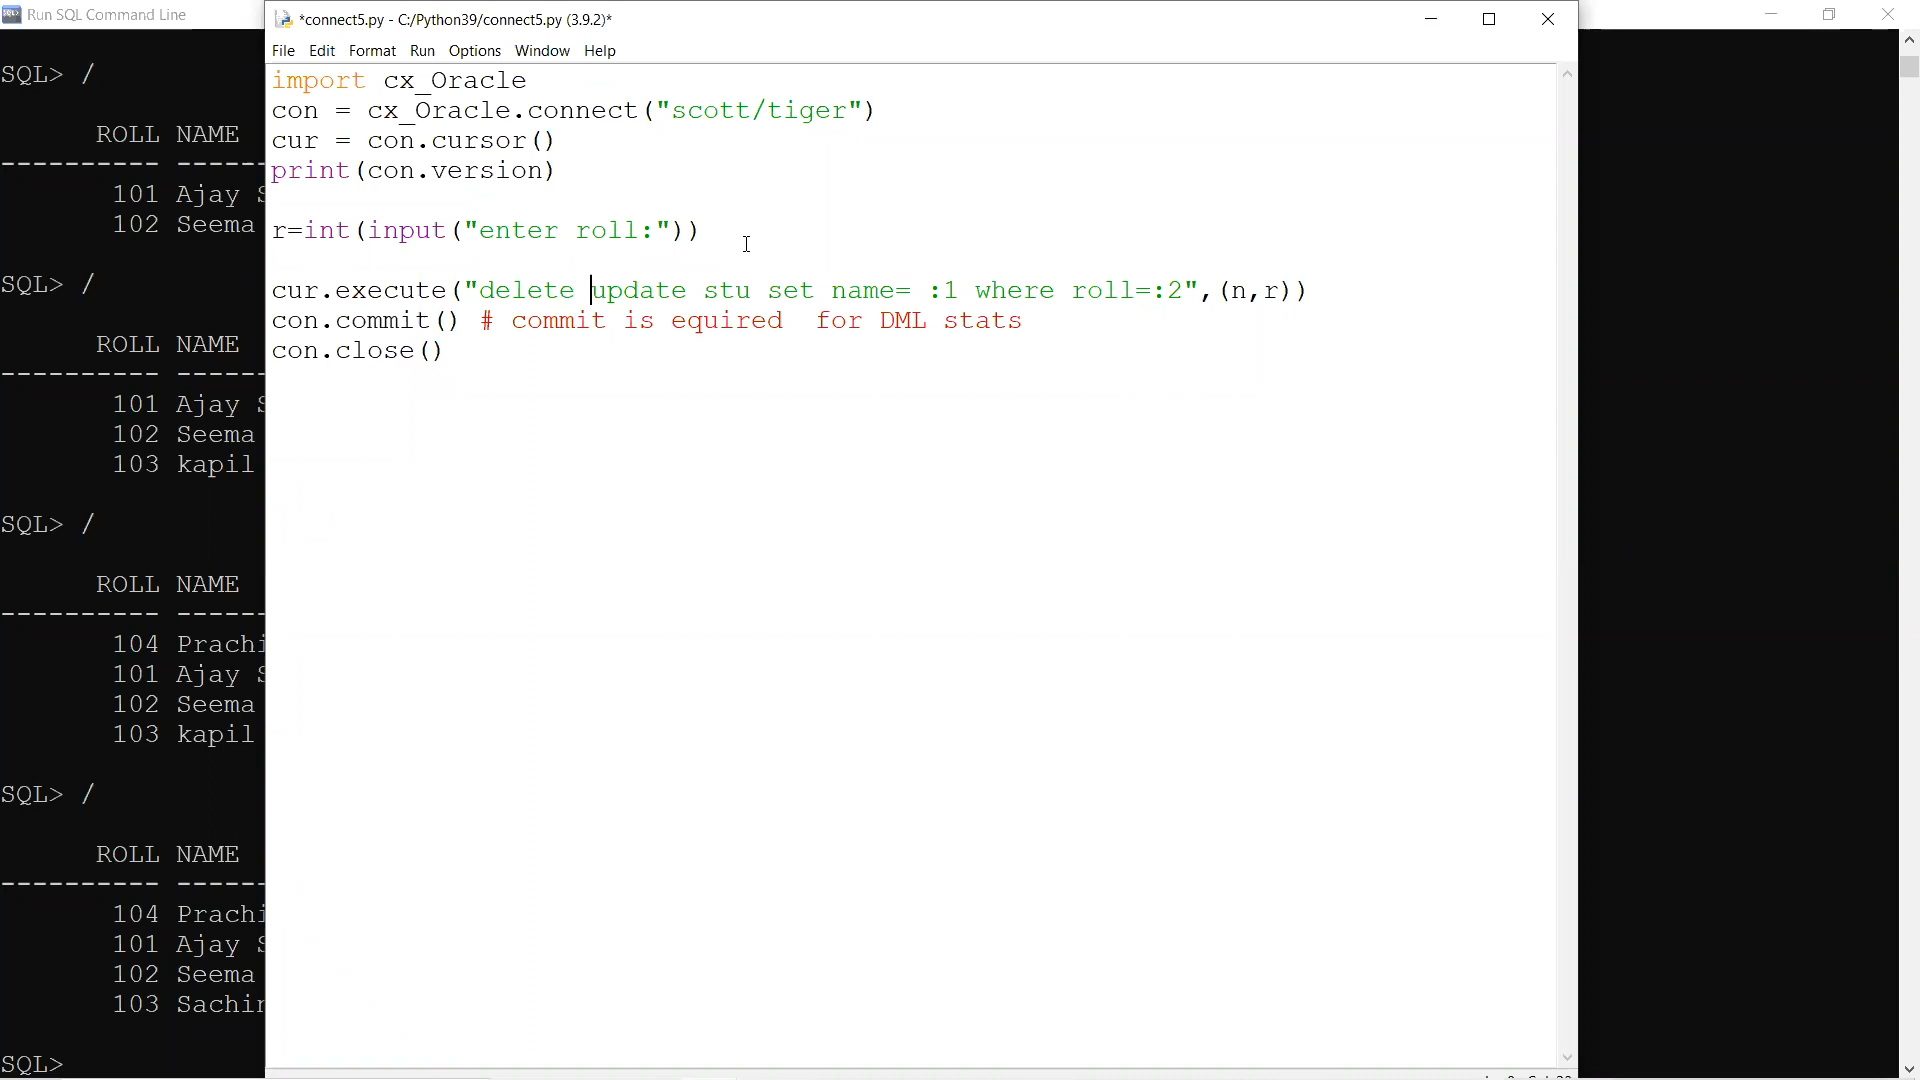 Run SQL Command Line
SQL> /
ROLL NAME
---------- ------
101 Ajay S
102 Seema
SQL> /
ROLL NAME
---------- ------
101 Ajay S
102 Seema
103 kapil
SQL> /
ROLL NAME
---------- ------
104 Prachi
101 Ajay S
102 Seema
103 kapil
SQL> /
ROLL NAME
---------- ------
104 Prachi
101 Ajay S
102 Seema
103 Sachin
SQL>
*connect5.py - C:/Python39/connect5.py (3.9.2)*
File Edit Format Run Options Window Help
import cx_Oracle
con = cx_Oracle.connect("scott/tiger")
cur = con.cursor()
print(con.version)
r=int(input("enter roll:"))
cur.execute("delete update stu set name= :1 where roll=:2",(n,r))
con.commit() # commit is equired  for DML stats
con.close()